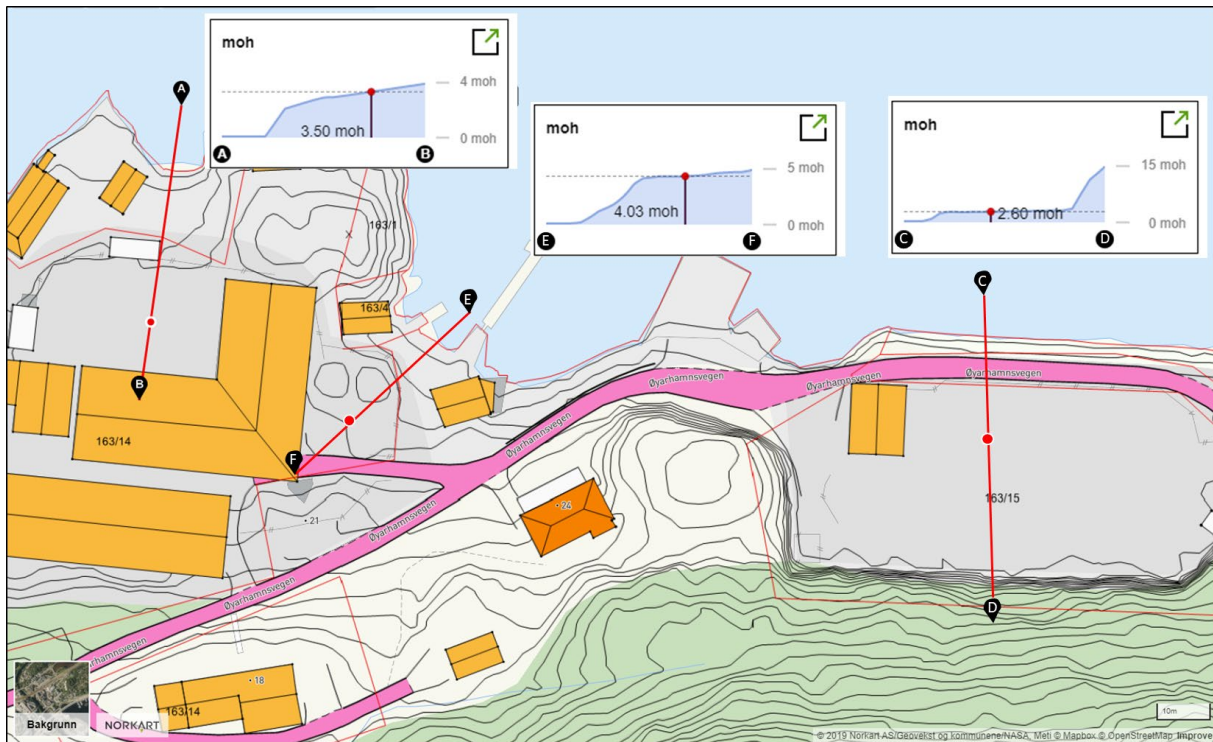 A
moh
4 moh
3.50 moh
0 moh
A
B
moh
5 moh
4.03 moh
0 moh
E
F
moh
15 moh
2.60 moh
0 moh
C
D
163/1
163/4
E
C
B
F
163/14
Øyarhamnsvegen
Øyarhamnsvegen
Øyarhamnsvegen
Øyarhamnsvegen
163/15
24
21
Øyarhamnsvegen
Øyarhamnsvegen
D
yarhamnsvegen
18
163/14
Bakgrunn
NORKART
10m
© 2019 Norkart AS/Geovekst og kommunene/NASA, Meti © Mapbox © OpenStreetMap Improve